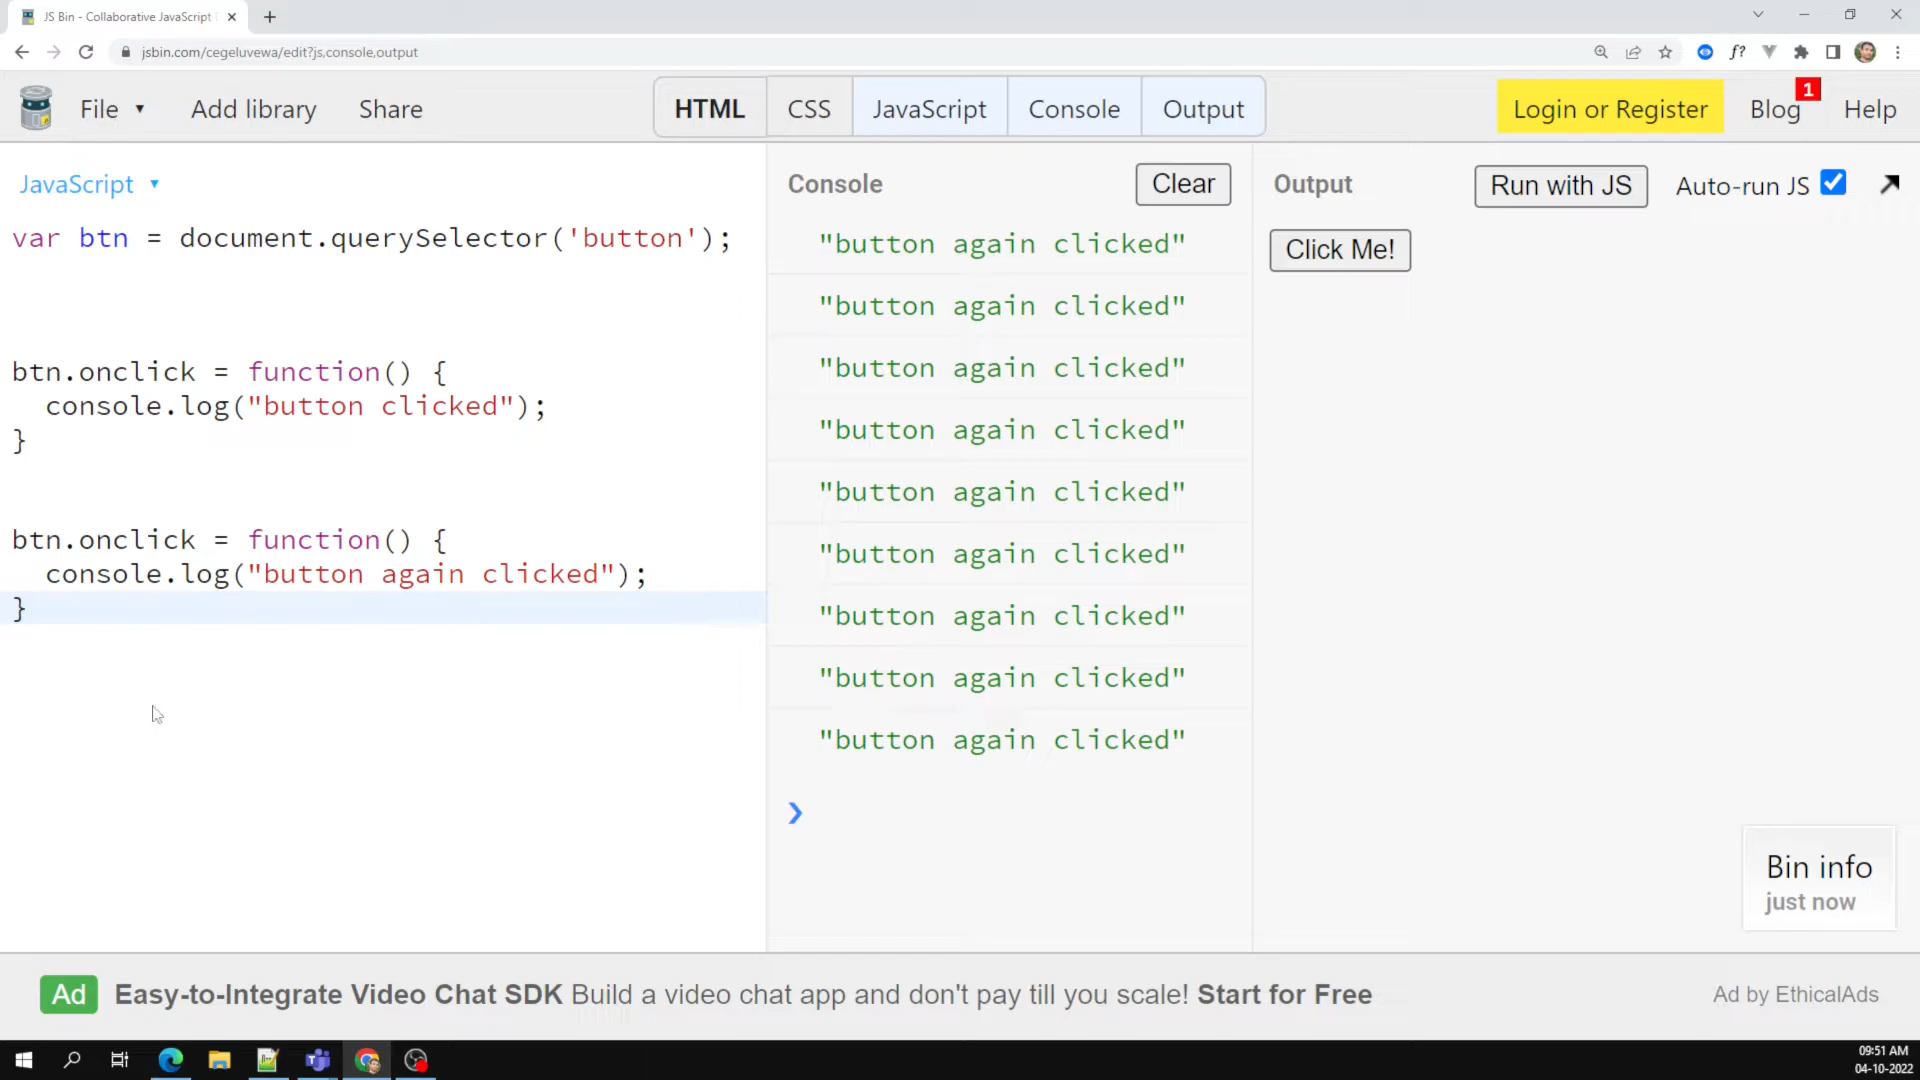 JS Bin - Collaborative JavaScript
jsbin.com/cegeluvewa/edit?js,console,output
f?
File
Add library
Share
HTML
CSS
JavaScript
Console
Output
Login or Register
Blog
1
Help
JavaScript
var btn = document.querySelector('button');
btn.onclick = function() {
console.log("button clicked");
}
btn.onclick = function() {
console.log("button again clicked");
}
Console
Clear
"button again clicked"
"button again clicked"
"button again clicked"
"button again clicked"
"button again clicked"
"button again clicked"
"button again clicked"
"button again clicked"
"button again clicked"
Output
Run with JS
Auto-run JS
Click Me!
Bin info
just now
Ad
Easy-to-Integrate Video Chat SDK Build a video chat app and don't pay till you scale! Start for Free
Ad by EthicalAds
09:51 AM
04-10-2022